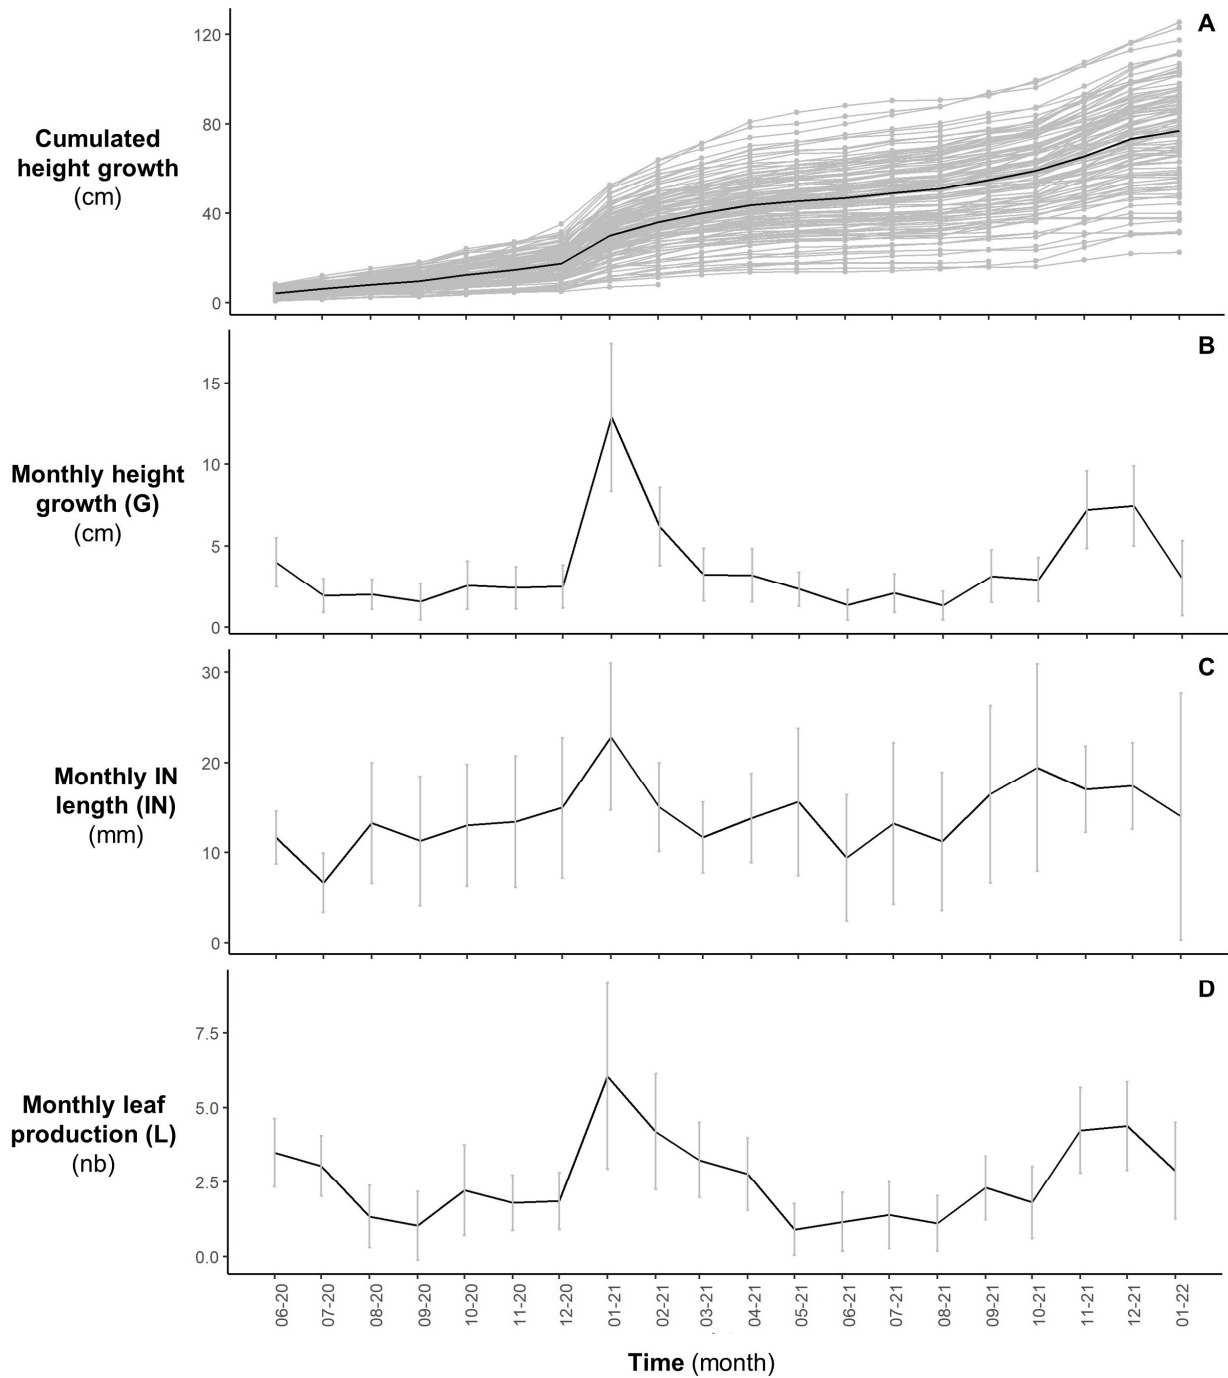 A
120
80
40
0
Cumulated
height growth
(cm)
B
15
10
5
0
Monthly height
growth (G)
(cm)
C
30
20
10
0
Monthly IN
length (IN)
(mm)
D
7.5
5.0
2.5
0.0
Monthly leaf
production (L)
(nb)
06-20
07-20
08-20
09-20
10-20
11-20
12-20
01-21
02-21
03-21
04-21
05-21
06-21
07-21
08-21
09-21
10-21
11-21
12-21
01-22
Time (month)